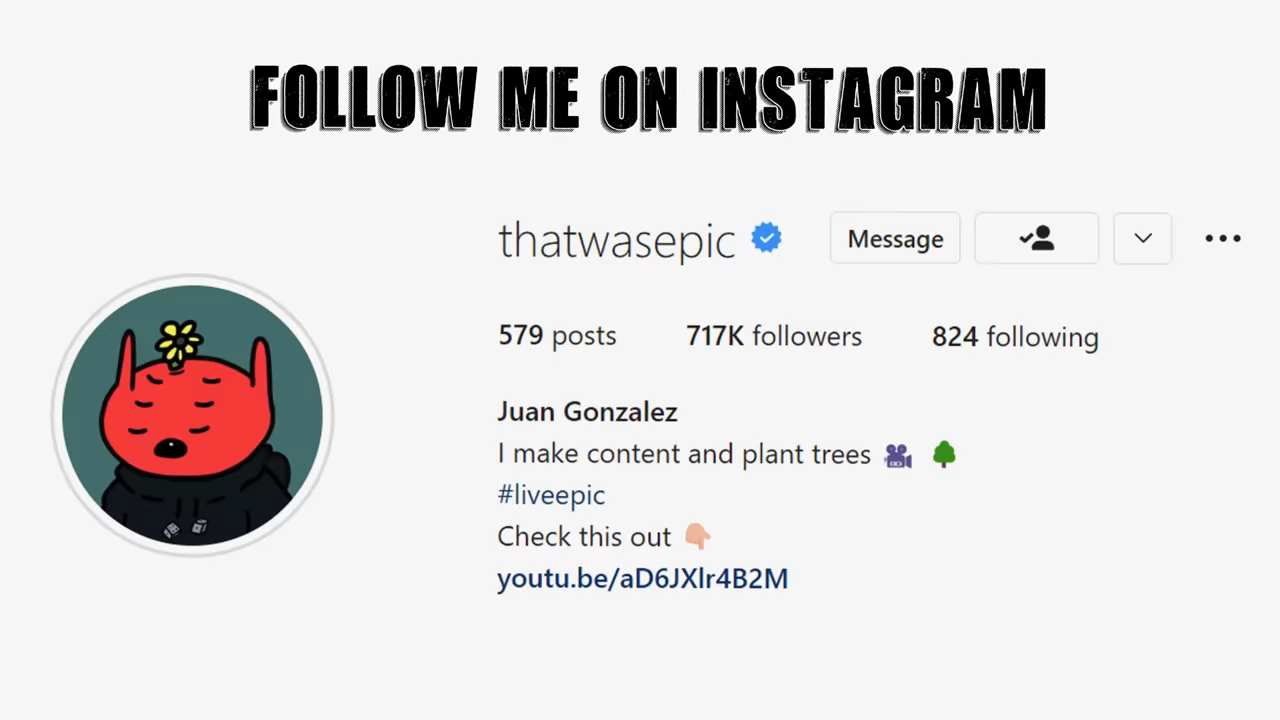 FOLLOW ME ON INSTAGRAM
thatwasepic
Message
579 posts 717K followers 824 following
Juan Gonzalez
I make content and plant trees 🎥 🌳
#liveepic
Check this out 👇
youtu.be/aD6JXlr4B2M